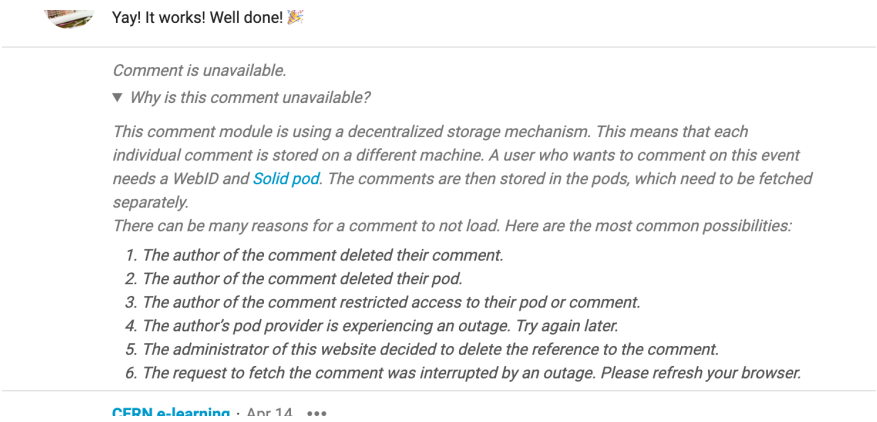 Yay! It works! Well done! 🎉
Comment is unavailable.
▼ Why is this comment unavailable?
This comment module is using a decentralized storage mechanism. This means that each
individual comment is stored on a different machine. A user who wants to comment on this event
needs a WebID and Solid pod. The comments are then stored in the pods, which need to be fetched
separately.
There can be many reasons for a comment to not load. Here are the most common possibilities:
1. The author of the comment deleted their comment.
2. The author of the comment deleted their pod.
3. The author of the comment restricted access to their pod or comment.
4. The author’s pod provider is experiencing an outage. Try again later.
5. The administrator of this website decided to delete the reference to the comment.
6. The request to fetch the comment was interrupted by an outage. Please refresh your browser.
CERN e-learning · Apr 14 •••